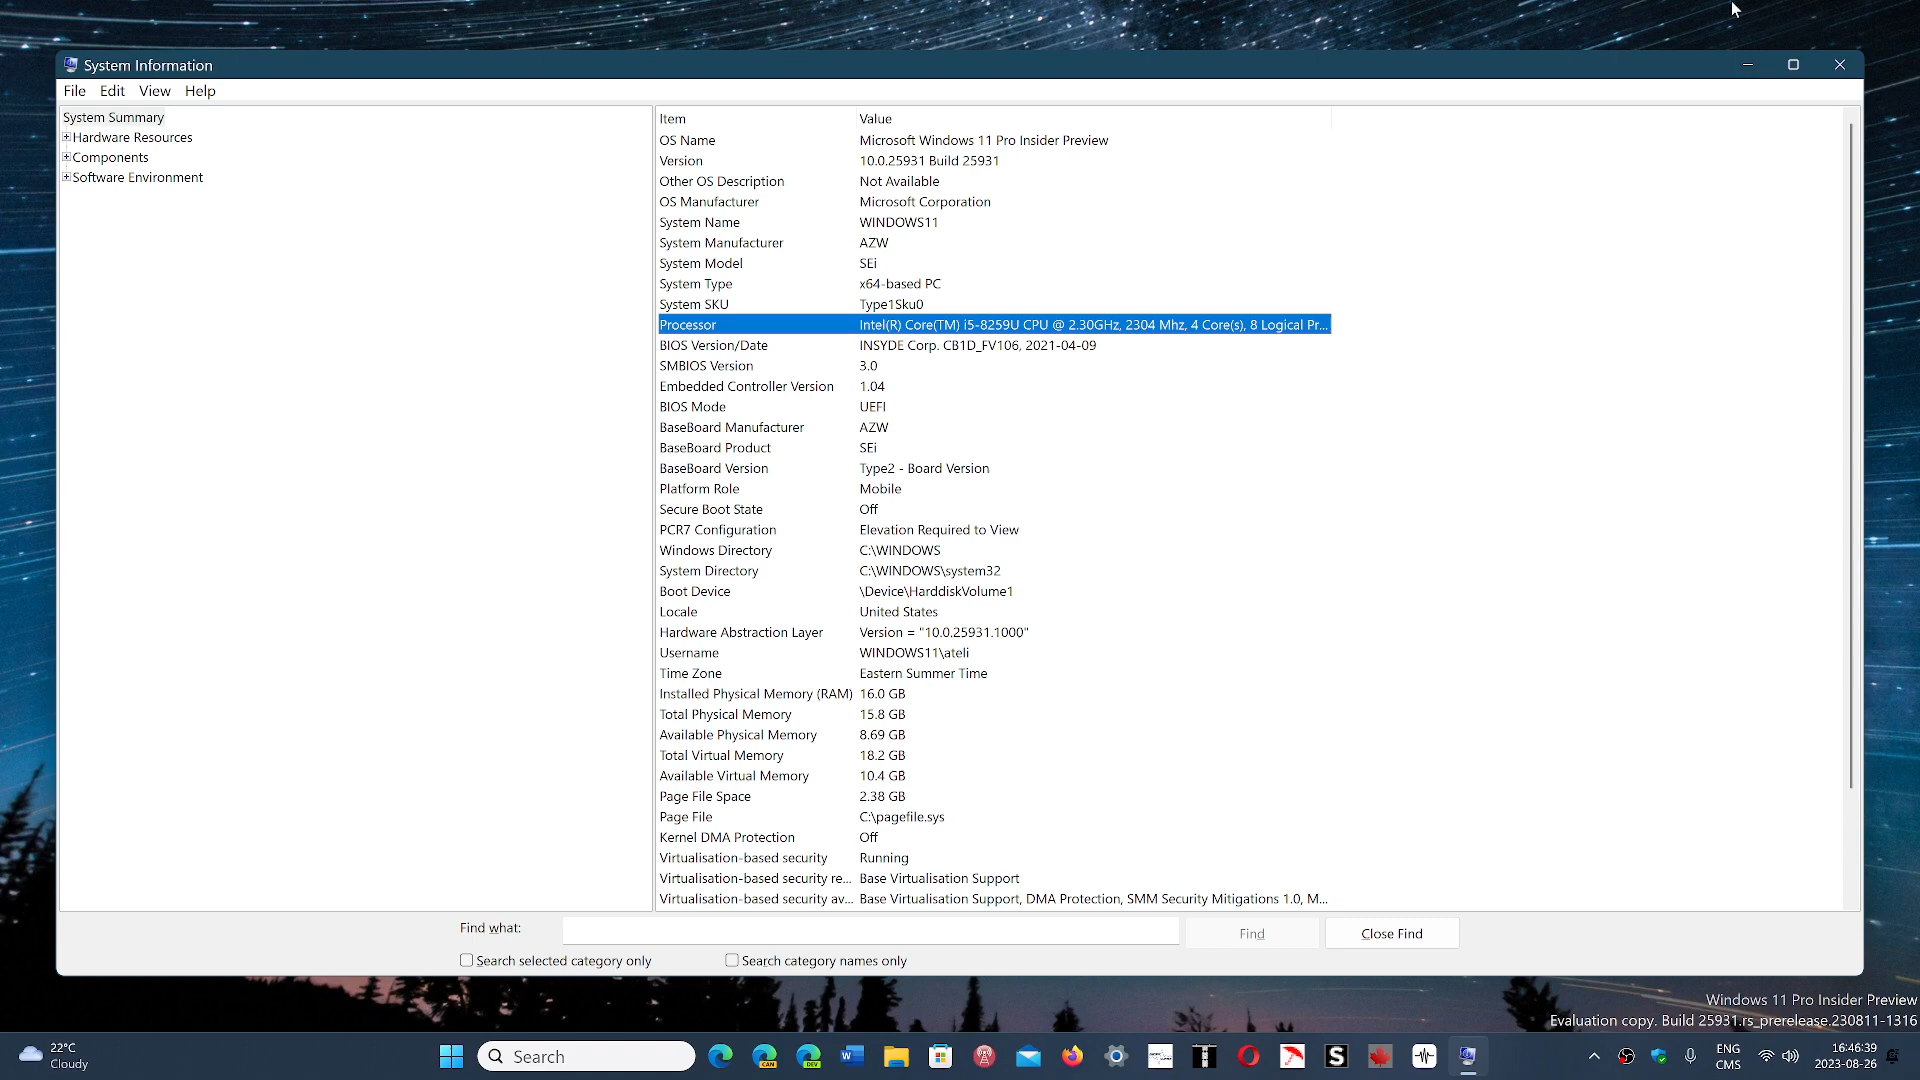 System Information
File Edit View Help
System Summary
Hardware Resources
Components
Software Environment
Item Value
OS Name Microsoft Windows 11 Pro Insider Preview
Version 10.0.25931 Build 25931
Other OS Description Not Available
OS Manufacturer Microsoft Corporation
System Name WINDOWS11
System Manufacturer AZW
System Model SEi
System Type x64-based PC
System SKU Type1Sku0
Processor Intel(R) Core(TM) i5-8259U CPU @ 2.30GHz, 2304 Mhz, 4 Core(s), 8 Logical Pr...
BIOS Version/Date INSYDE Corp. CB1D_FV106, 2021-04-09
SMBIOS Version 3.0
Embedded Controller Version 1.04
BIOS Mode UEFI
BaseBoard Manufacturer AZW
BaseBoard Product SEi
BaseBoard Version Type2 - Board Version
Platform Role Mobile
Secure Boot State Off
PCR7 Configuration Elevation Required to View
Windows Directory C:\WINDOWS
System Directory C:\WINDOWS\system32
Boot Device \Device\HarddiskVolume1
Locale United States
Hardware Abstraction Layer Version = "10.0.25931.1000"
Username WINDOWS11\ateli
Time Zone Eastern Summer Time
Installed Physical Memory (RAM) 16.0 GB
Total Physical Memory 15.8 GB
Available Physical Memory 8.69 GB
Total Virtual Memory 18.2 GB
Available Virtual Memory 10.4 GB
Page File Space 2.38 GB
Page File C:\pagefile.sys
Kernel DMA Protection Off
Virtualisation-based security Running
Virtualisation-based security re... Base Virtualisation Support
Virtualisation-based security av... Base Virtualisation Support, DMA Protection, SMM Security Mitigations 1.0, M...
Find what: Find Close Find
Search selected category only Search category names only
Windows 11 Pro Insider Preview
Evaluation copy. Build 25931.rs_prerelease.230811-1316
22°C
Cloudy
Search
CAN
DEV
W
S
ENG
CMS
16:46:39
2023-08-26